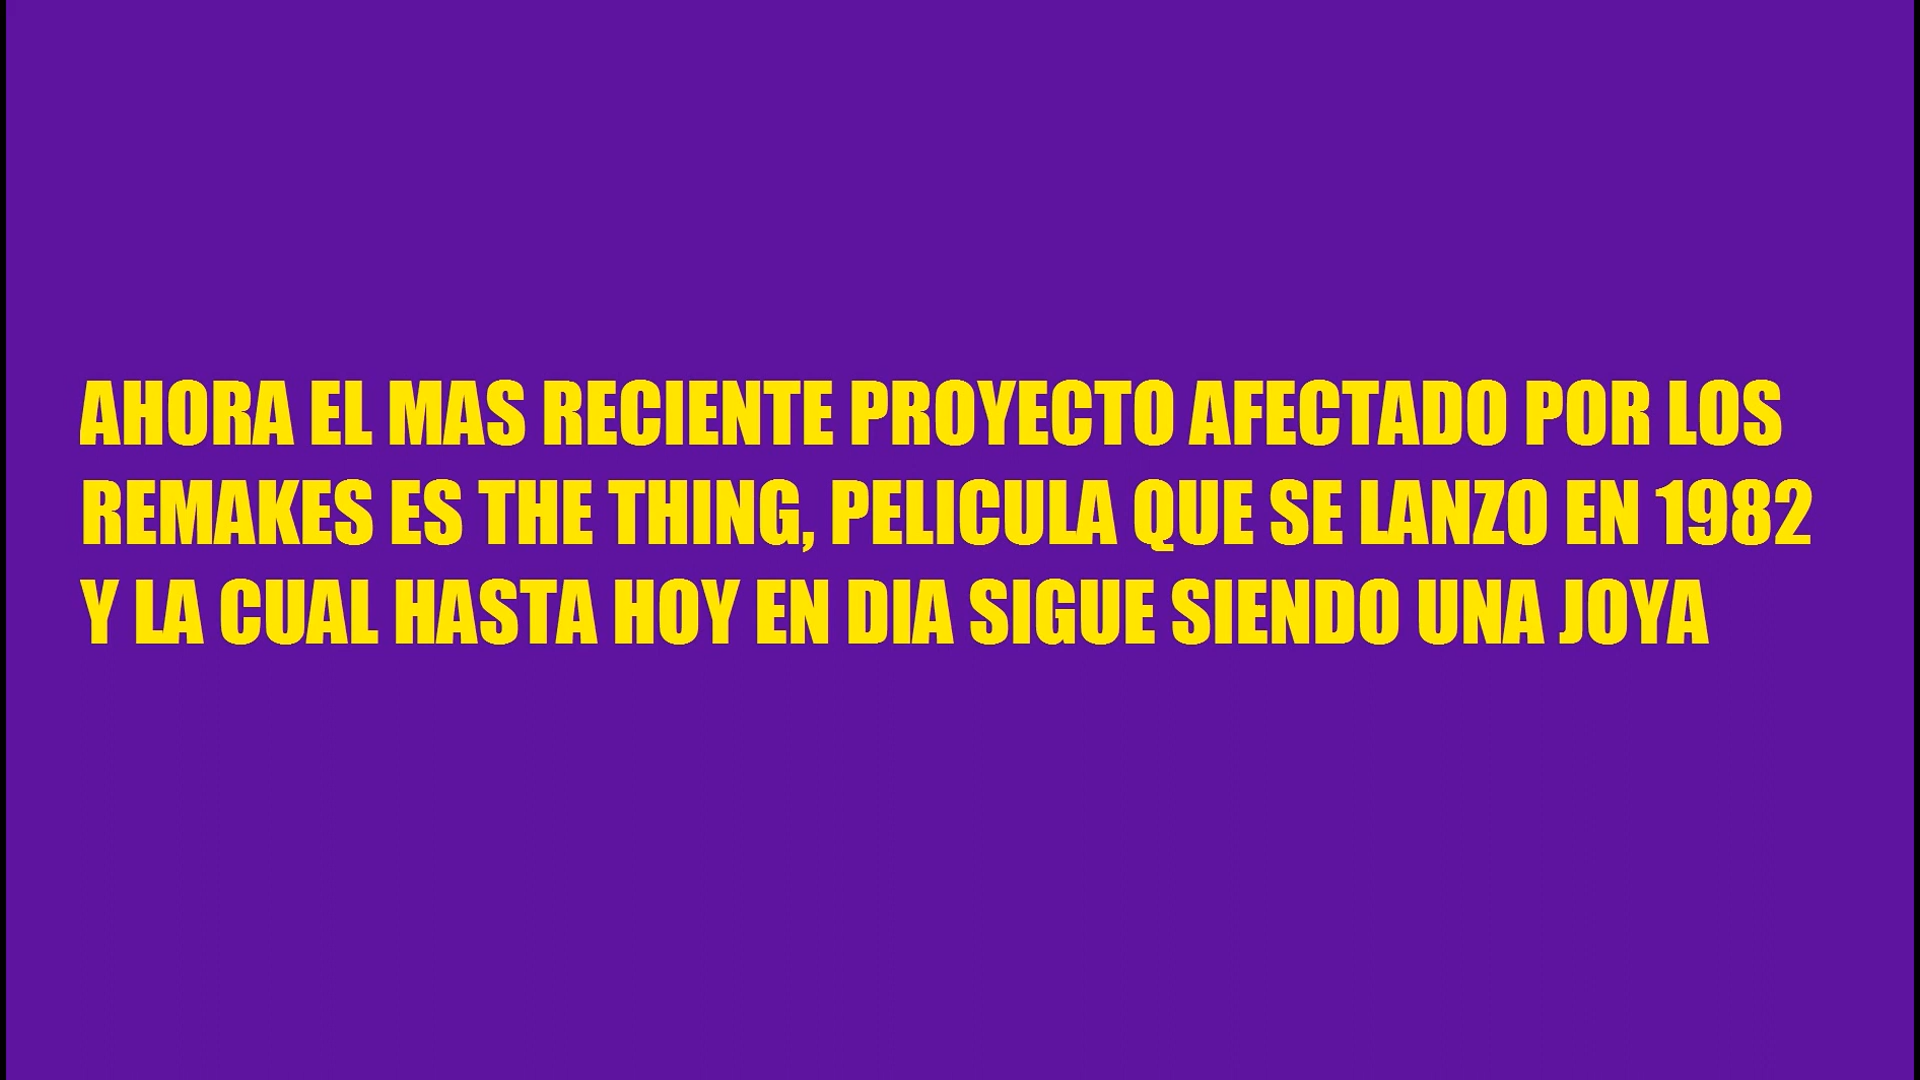 AHORA EL MAS RECIENTE PROYECTO AFECTADO POR LOS
REMAKES ES THE THING, PELICULA QUE SE LANZO EN 1982
Y LA CUAL HASTA HOY EN DIA SIGUE SIENDO UNA JOYA